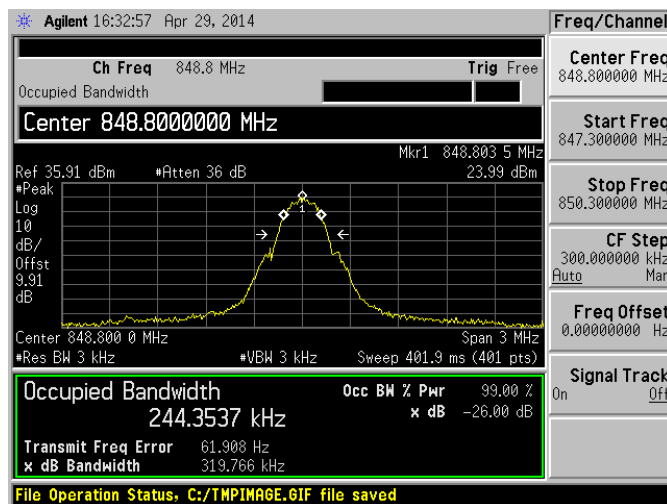 Agilent 16:32:57 Apr 29, 2014 Freq/Channel
Ch Freq 848.8 MHz Trig Free
Occupied Bandwidth
Center 848.8000000 MHz
Mkr1 848.803 5 MHz
Ref 35.91 dBm #Atten 36 dB 23.99 dBm
#Peak
Log
10
dB/
Offst
9.91
dB
1
Center 848.800 0 MHz Span 3 MHz
#Res BW 3 kHz #VBW 3 kHz Sweep 401.9 ms (401 pts)
Occupied Bandwidth Occ BW % Pwr 99.00 %
244.3537 kHz x dB -26.00 dB
Transmit Freq Error 61.908 Hz
x dB Bandwidth 319.766 kHz
File Operation Status, C:/TMPIMAGE.GIF file saved
Center Freq
848.800000 MHz
Start Freq
847.300000 MHz
Stop Freq
850.300000 MHz
CF Step
300.000000 kHz
Auto Man
Freq Offset
0.00000000 Hz
Signal Track
On Off